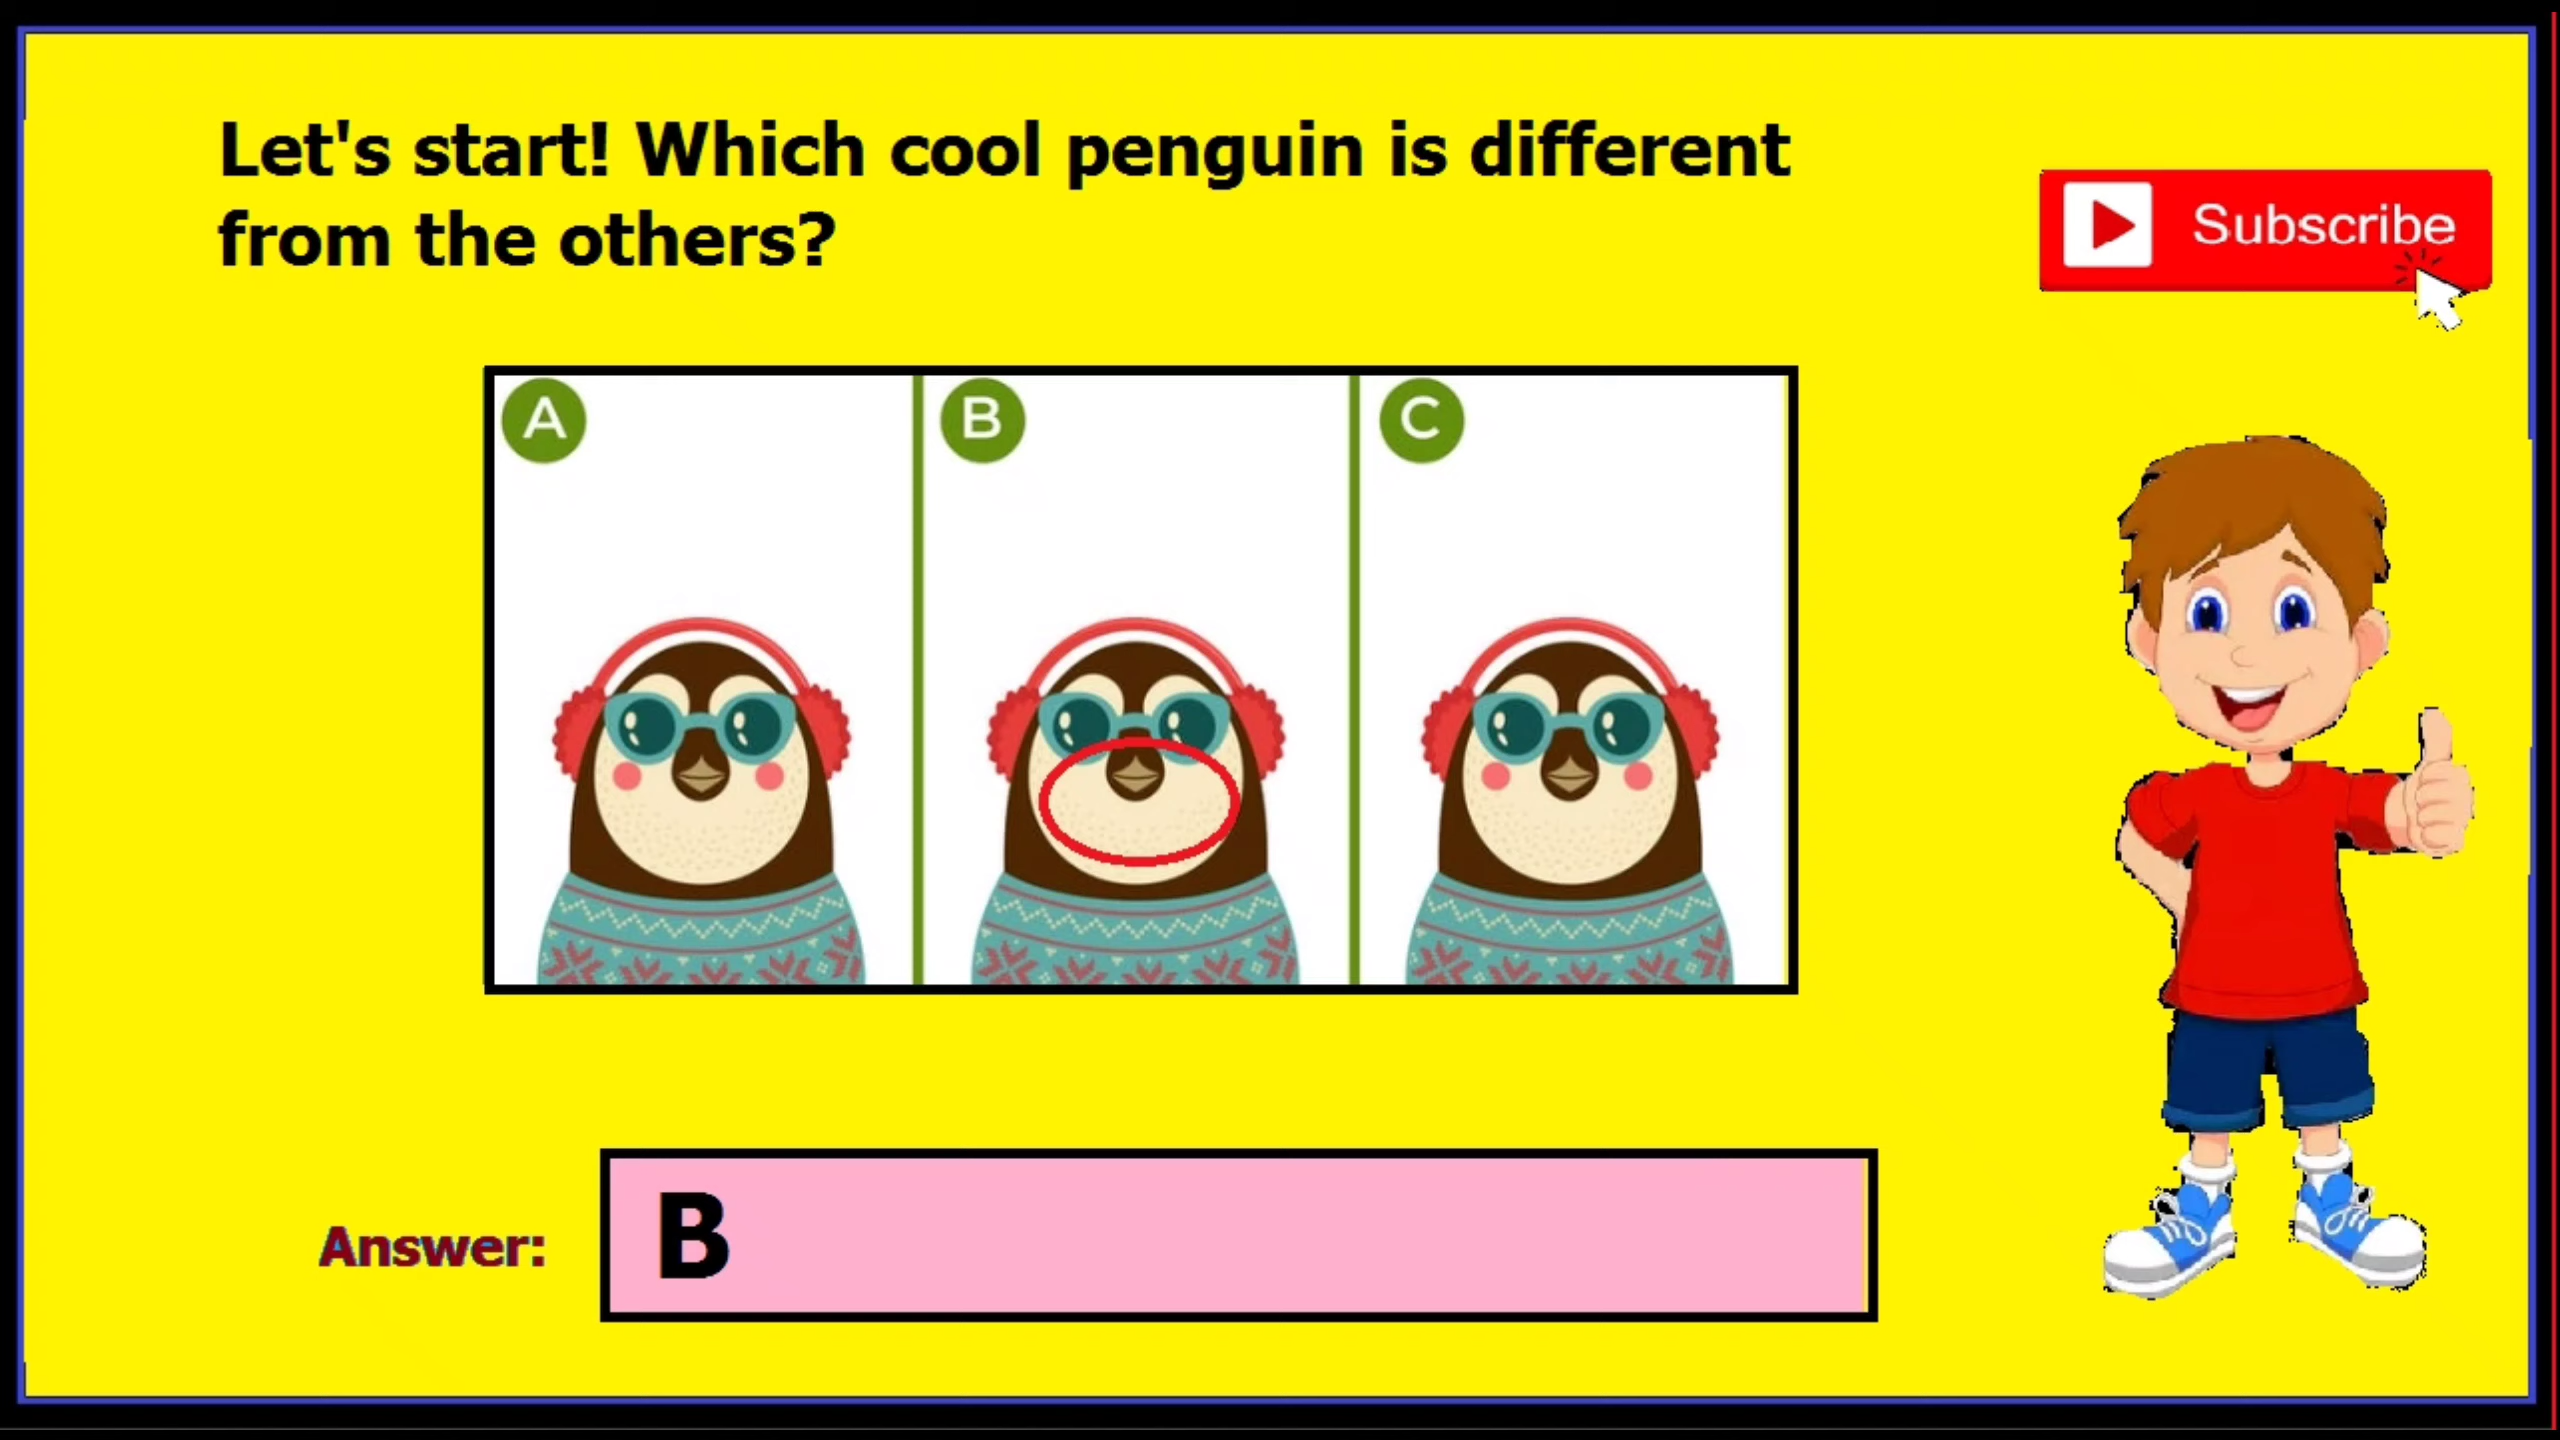 Let's start! Which cool penguin is different
from the others?
Subscribe
A
B
C
Answer:
B